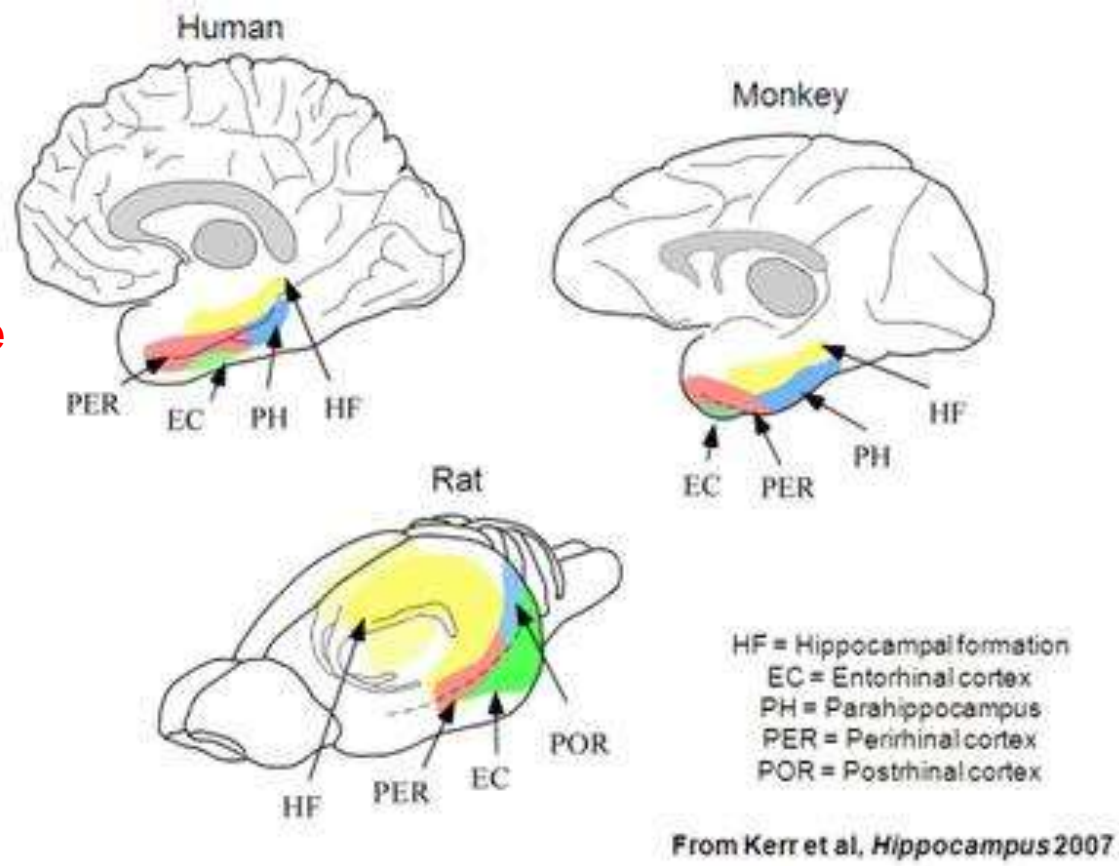 Human
Monkey
e
PER
EC
PH
HF
HF
PH
EC
PER
Rat
POR
EC
PER
HF
HF = Hippocampal formation
EC = Entorhinal cortex
PH = Parahippocampus
PER = Perirhinal cortex
POR = Postrhinal cortex
From Kerr et al, Hippocampus 2007